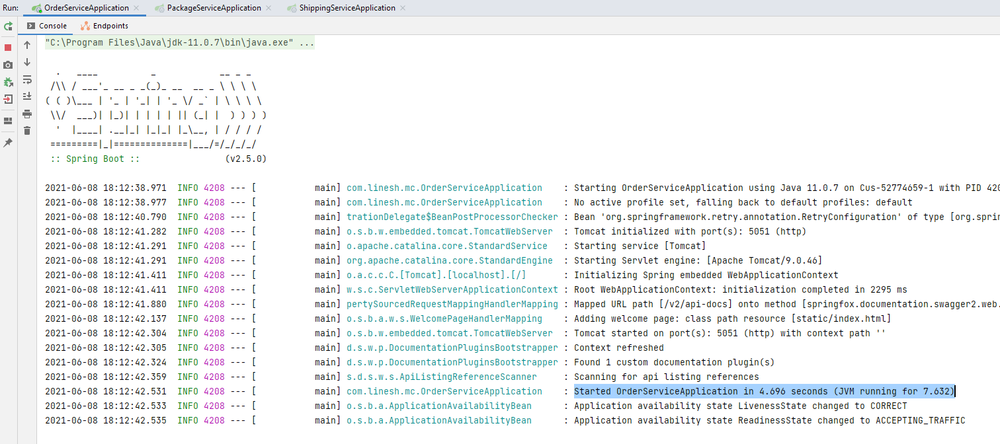 Run: OrderServiceApplication PackageServiceApplication ShippingServiceApplication
Console Endpoints
"C:\Program Files\Java\jdk-11.0.7\bin\java.exe" ...
  .   ____          _            __ _ _
 /\\ / ___'_ __ _ _(_)_ __  __ _ \ \ \ \
( ( )\___ | '_ | '_| | '_ \/ _` | \ \ \ \
 \\/  ___)| |_)| | | | | || (_| |  ) ) ) )
  '  |____| .__|_| |_|_| |_\__, | / / / /
 =========|_|==============|___/=/_/_/_/
 :: Spring Boot ::                (v2.5.0)
2021-06-08 18:12:38.971  INFO 4208 --- [           main] com.linesh.mc.OrderServiceApplication    : Starting OrderServiceApplication using Java 11.0.7 on Cus-52774659-1 with PID 420
2021-06-08 18:12:38.977  INFO 4208 --- [           main] com.linesh.mc.OrderServiceApplication    : No active profile set, falling back to default profiles: default
2021-06-08 18:12:40.790  INFO 4208 --- [           main] trationDelegate$BeanPostProcessorChecker : Bean 'org.springframework.retry.annotation.RetryConfiguration' of type [org.sprin
2021-06-08 18:12:41.282  INFO 4208 --- [           main] o.s.b.w.embedded.tomcat.TomcatWebServer  : Tomcat initialized with port(s): 5051 (http)
2021-06-08 18:12:41.291  INFO 4208 --- [           main] o.apache.catalina.core.StandardService   : Starting service [Tomcat]
2021-06-08 18:12:41.291  INFO 4208 --- [           main] org.apache.catalina.core.StandardEngine  : Starting Servlet engine: [Apache Tomcat/9.0.46]
2021-06-08 18:12:41.411  INFO 4208 --- [           main] o.a.c.c.C.[Tomcat].[localhost].[/]       : Initializing Spring embedded WebApplicationContext
2021-06-08 18:12:41.411  INFO 4208 --- [           main] w.s.c.ServletWebServerApplicationContext : Root WebApplicationContext: initialization completed in 2295 ms
2021-06-08 18:12:41.880  INFO 4208 --- [           main] pertySourcedRequestMappingHandlerMapping : Mapped URL path [/v2/api-docs] onto method [springfox.documentation.swagger2.web.
2021-06-08 18:12:42.137  INFO 4208 --- [           main] o.s.b.a.w.s.WelcomePageHandlerMapping    : Adding welcome page: class path resource [static/index.html]
2021-06-08 18:12:42.304  INFO 4208 --- [           main] o.s.b.w.embedded.tomcat.TomcatWebServer  : Tomcat started on port(s): 5051 (http) with context path ''
2021-06-08 18:12:42.305  INFO 4208 --- [           main] d.s.w.p.DocumentationPluginsBootstrapper : Context refreshed
2021-06-08 18:12:42.324  INFO 4208 --- [           main] d.s.w.p.DocumentationPluginsBootstrapper : Found 1 custom documentation plugin(s)
2021-06-08 18:12:42.359  INFO 4208 --- [           main] s.d.s.w.s.ApiListingReferenceScanner     : Scanning for api listing references
2021-06-08 18:12:42.531  INFO 4208 --- [           main] com.linesh.mc.OrderServiceApplication    : Started OrderServiceApplication in 4.696 seconds (JVM running for 7.632)
2021-06-08 18:12:42.533  INFO 4208 --- [           main] o.s.b.a.ApplicationAvailabilityBean      : Application availability state LivenessState changed to CORRECT
2021-06-08 18:12:42.535  INFO 4208 --- [           main] o.s.b.a.ApplicationAvailabilityBean      : Application availability state ReadinessState changed to ACCEPTING_TRAFFIC